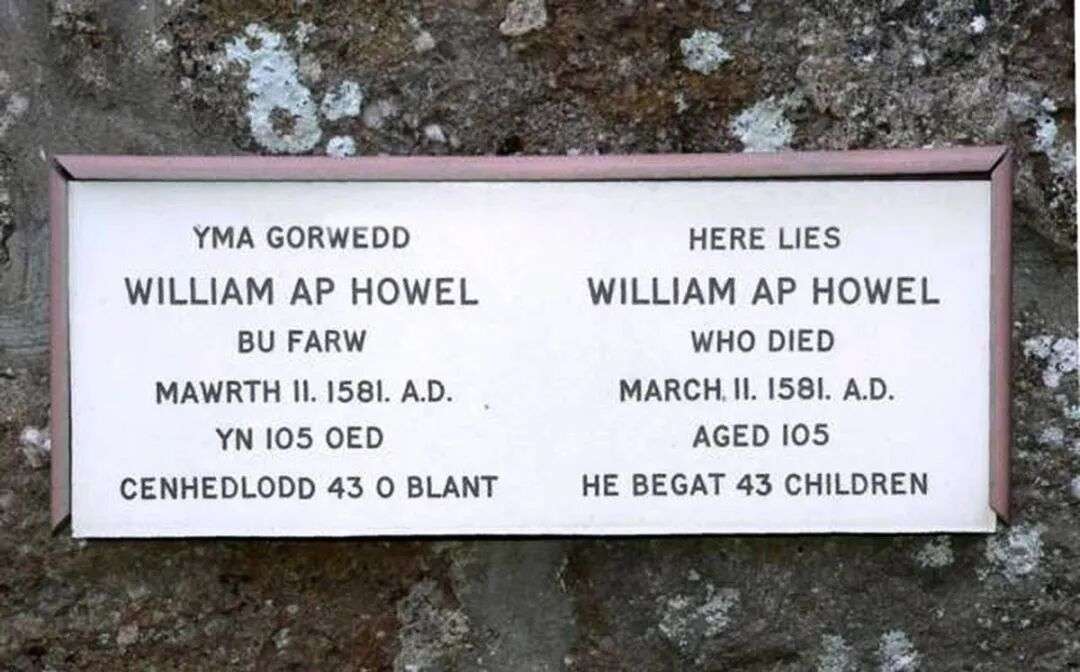 YMA GORWEDD
WILLIAM AP HOWEL
BU FARW
MAWRTH 11. 1581. A.D.
YN 105 OED
CENHEDLODD 43 O BLANT
HERE LIES
WILLIAM AP HOWEL
WHO DIED
MARCH. 11. 1581. A.D.
AGED 105
HE BEGAT 43 CHILDREN